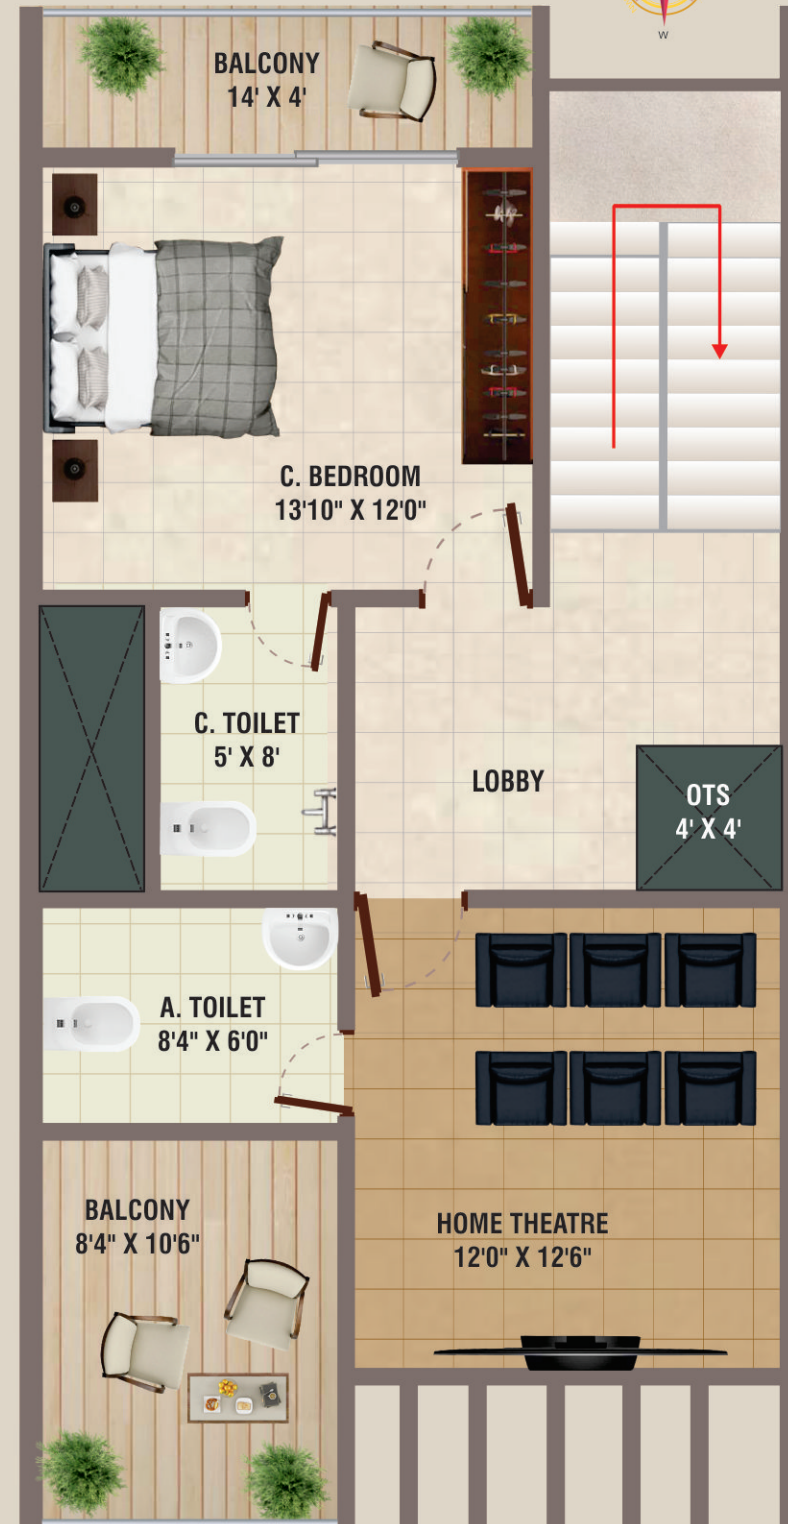 W
BALCONY
14' X 4'
C. BEDROOM
13'10" X 12'0"
C. TOILET
5' X 8'
LOBBY
OTS
4' X 4'
A. TOILET
8'4" X 6'0"
BALCONY
8'4" X 10'6"
HOME THEATRE
12'0" X 12'6"